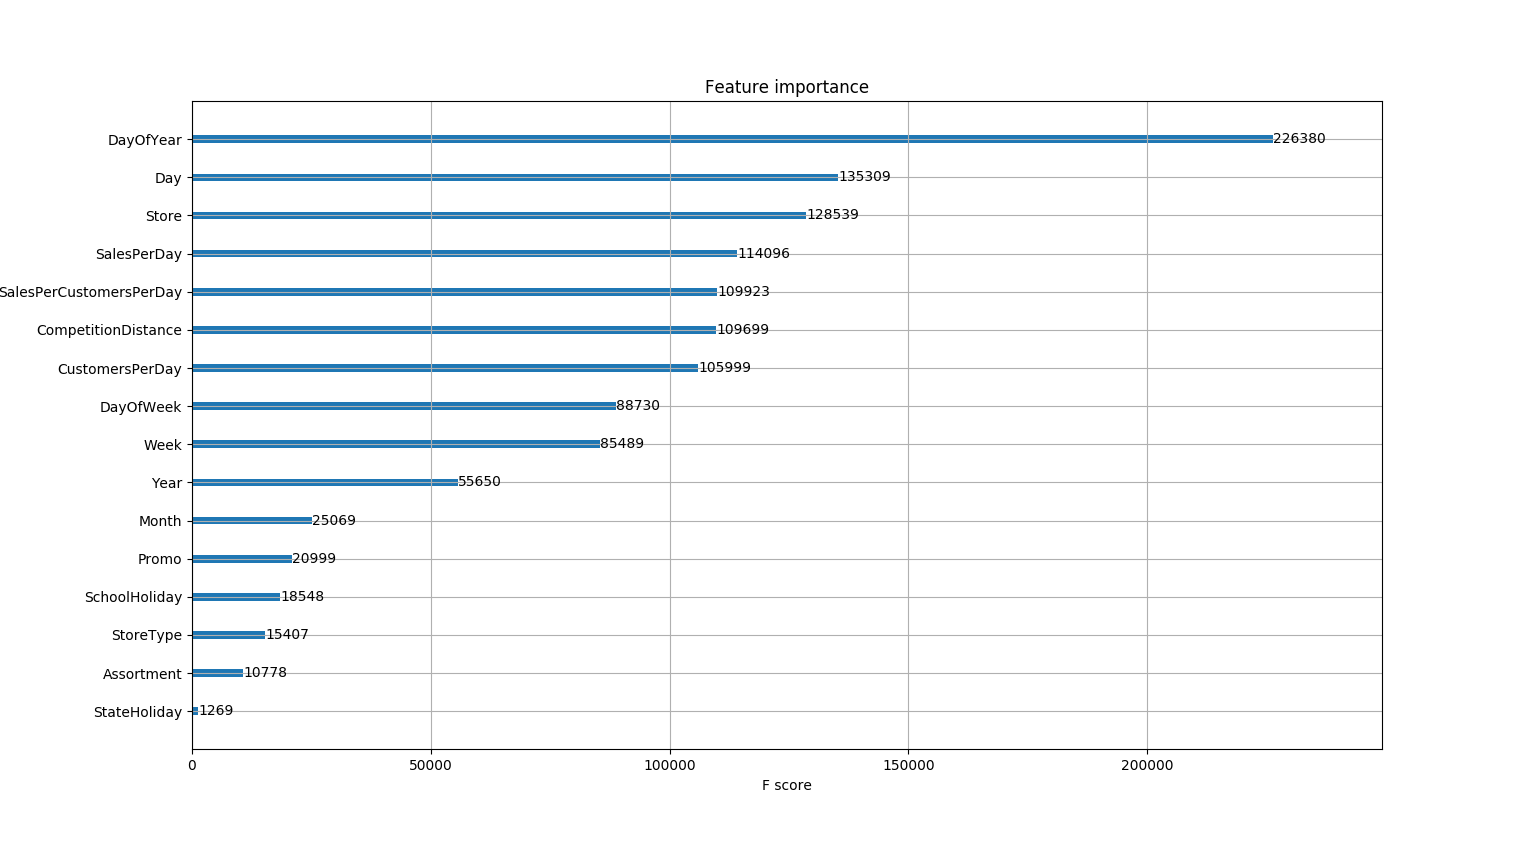 Feature importance
DayOfYear 226380
Day 135309
Store 128539
SalesPerDay 114096
SalesPerCustomersPerDay 109923
CompetitionDistance 109699
CustomersPerDay 105999
DayOfWeek 88730
Week 85489
Year 55650
Month 25069
Promo 20999
SchoolHoliday 18548
StoreType 15407
Assortment 10778
StateHoliday 1269
0 50000 100000 150000 200000
F score